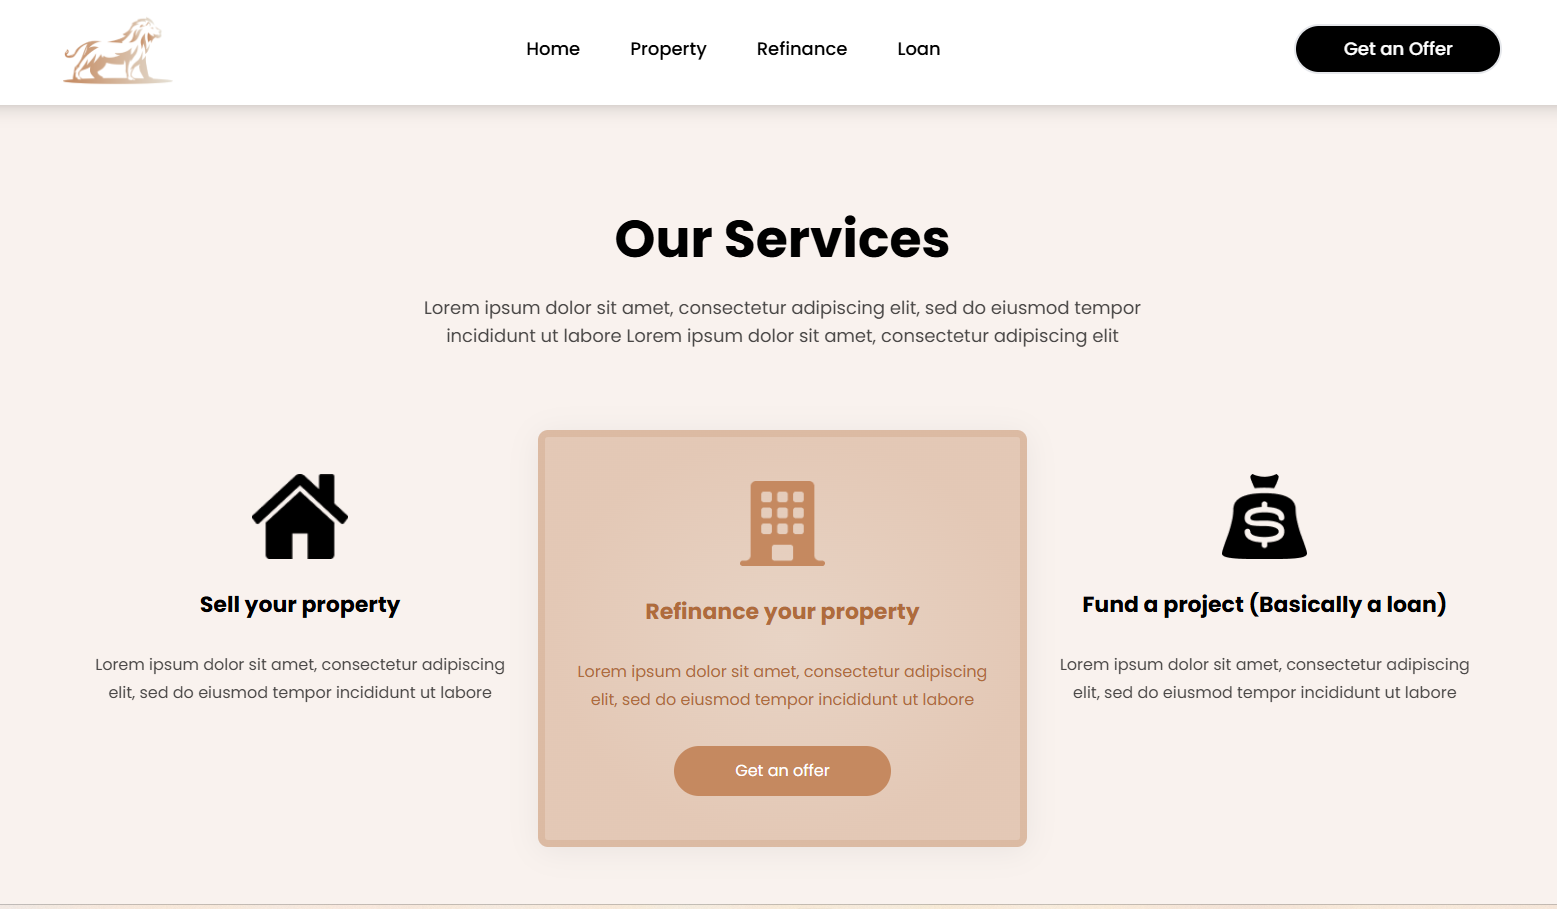 Home
Property
Refinance
Loan
Get an Offer
Our Services
Lorem ipsum dolor sit amet, consectetur adipiscing elit, sed do eiusmod tempor
incididunt ut labore Lorem ipsum dolor sit amet, consectetur adipiscing elit
Sell your property
Lorem ipsum dolor sit amet, consectetur adipiscing
elit, sed do eiusmod tempor incididunt ut labore
Refinance your property
Lorem ipsum dolor sit amet, consectetur adipiscing
elit, sed do eiusmod tempor incididunt ut labore
Get an offer
$
Fund a project (Basically a loan)
Lorem ipsum dolor sit amet, consectetur adipiscing
elit, sed do eiusmod tempor incididunt ut labore